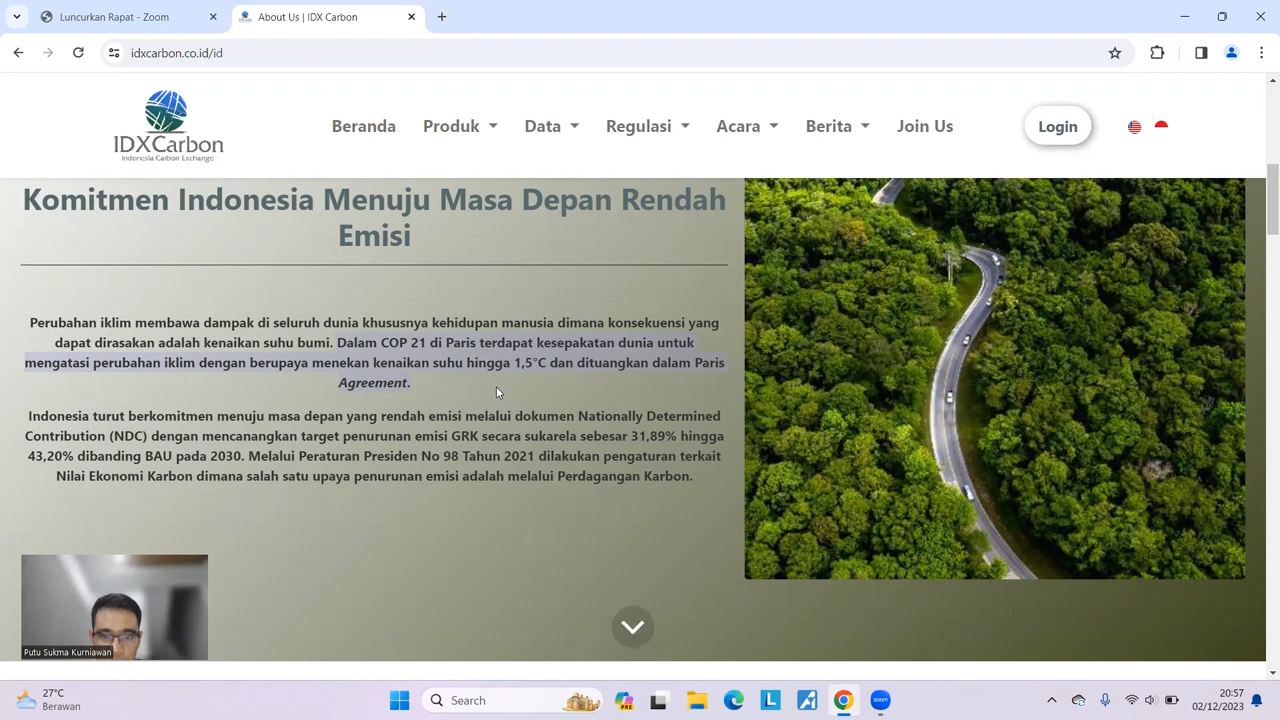 Luncurkan Rapat - Zoom
About Us | IDX Carbon
idxcarbon.co.id/id
IDXCarbon
Indonesia Carbon Exchange
Beranda
Produk
Data
Regulasi
Acara
Berita
Join Us
Login
Komitmen Indonesia Menuju Masa Depan Rendah
Emisi
Perubahan iklim membawa dampak di seluruh dunia khususnya kehidupan manusia dimana konsekuensi yang
dapat dirasakan adalah kenaikan suhu bumi. Dalam COP 21 di Paris terdapat kesepakatan dunia untuk
mengatasi perubahan iklim dengan berupaya menekan kenaikan suhu hingga 1,5°C dan dituangkan dalam Paris
Agreement.
Indonesia turut berkomitmen menuju masa depan yang rendah emisi melalui dokumen Nationally Determined
Contribution (NDC) dengan mencanangkan target penurunan emisi GRK secara sukarela sebesar 31,89% hingga
43,20% dibanding BAU pada 2030. Melalui Peraturan Presiden No 98 Tahun 2021 dilakukan pengaturan terkait
Nilai Ekonomi Karbon dimana salah satu upaya penurunan emisi adalah melalui Perdagangan Karbon.
Putu Sukma Kurniawan
27°C
Berawan
Search
PRE
L
zoom
20:57
02/12/2023